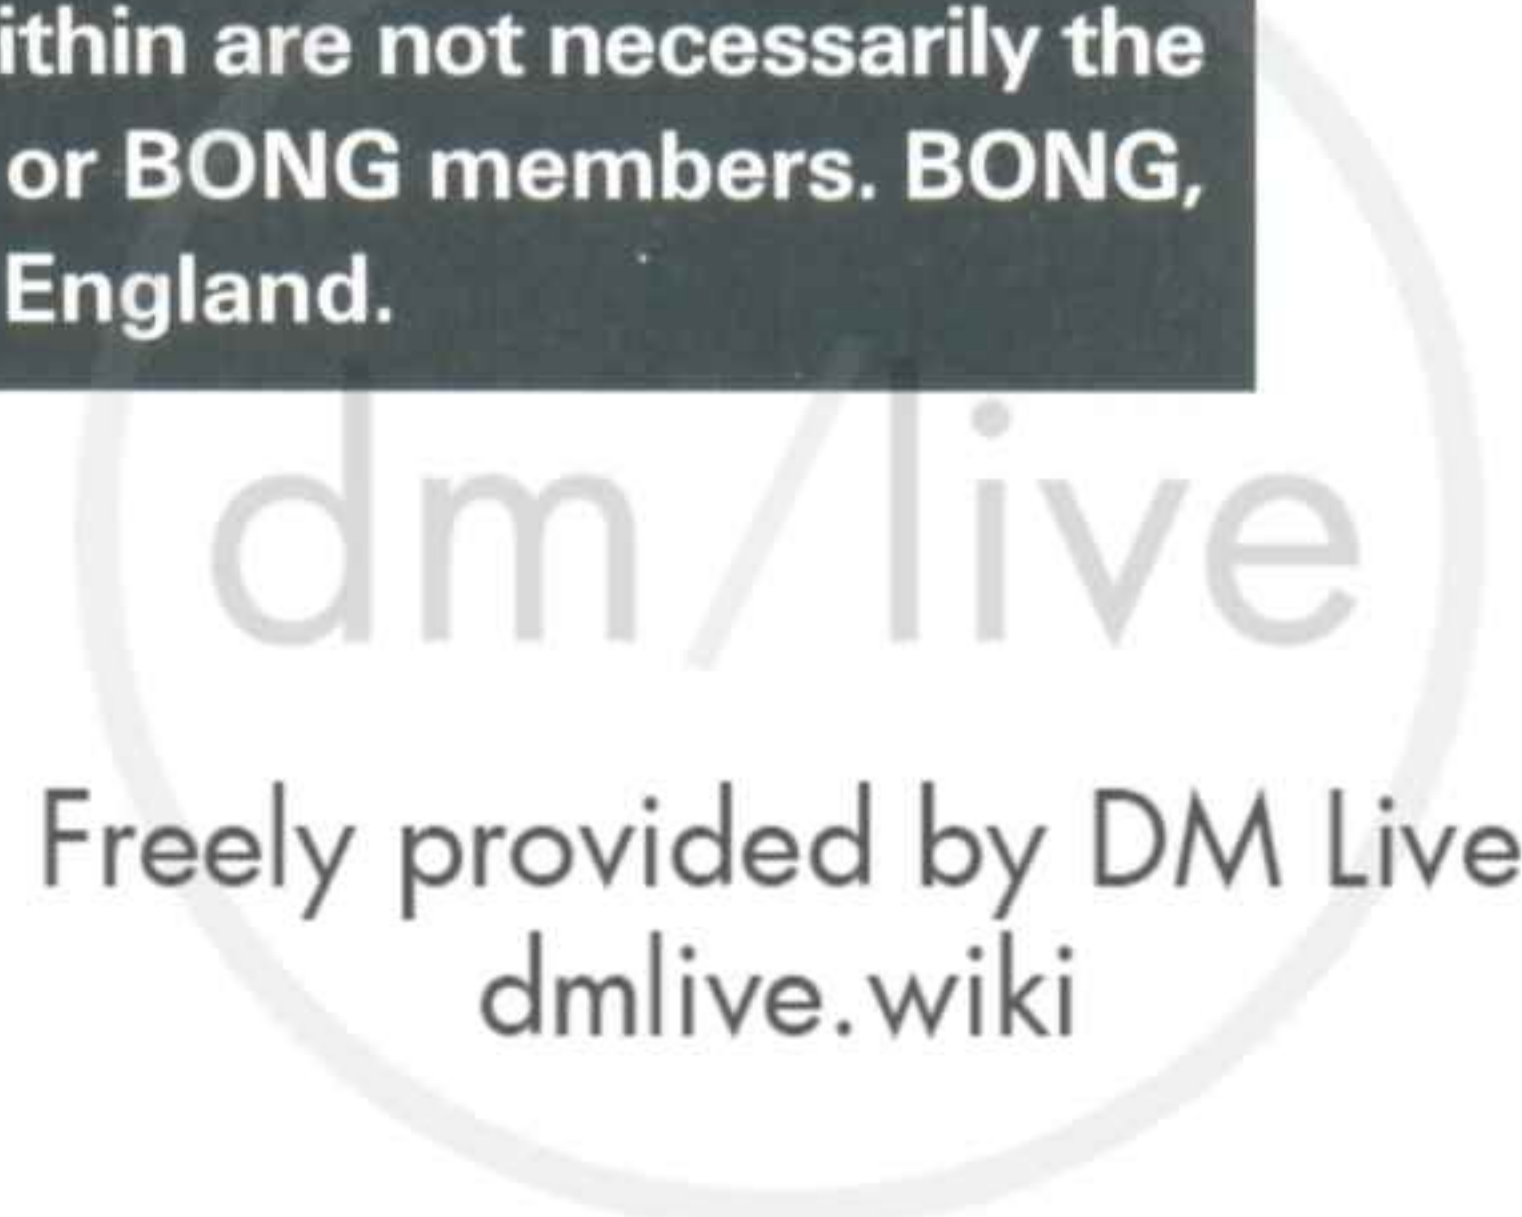 ithin are not necessarily the
or BONG members. BONG,
England.
dm/live
Freely provided by DM Live
dmlive.wiki